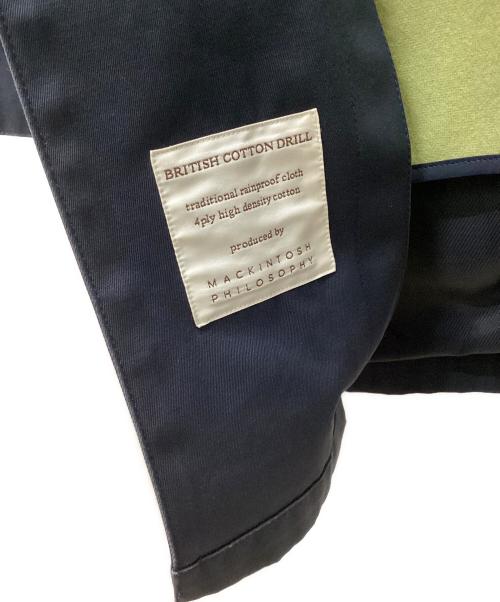 BRITISH COTTON DRILL
traditional rainproof cloth
4ply high density cotton
produced by
MACKINTOSH
PHILOSOPHY